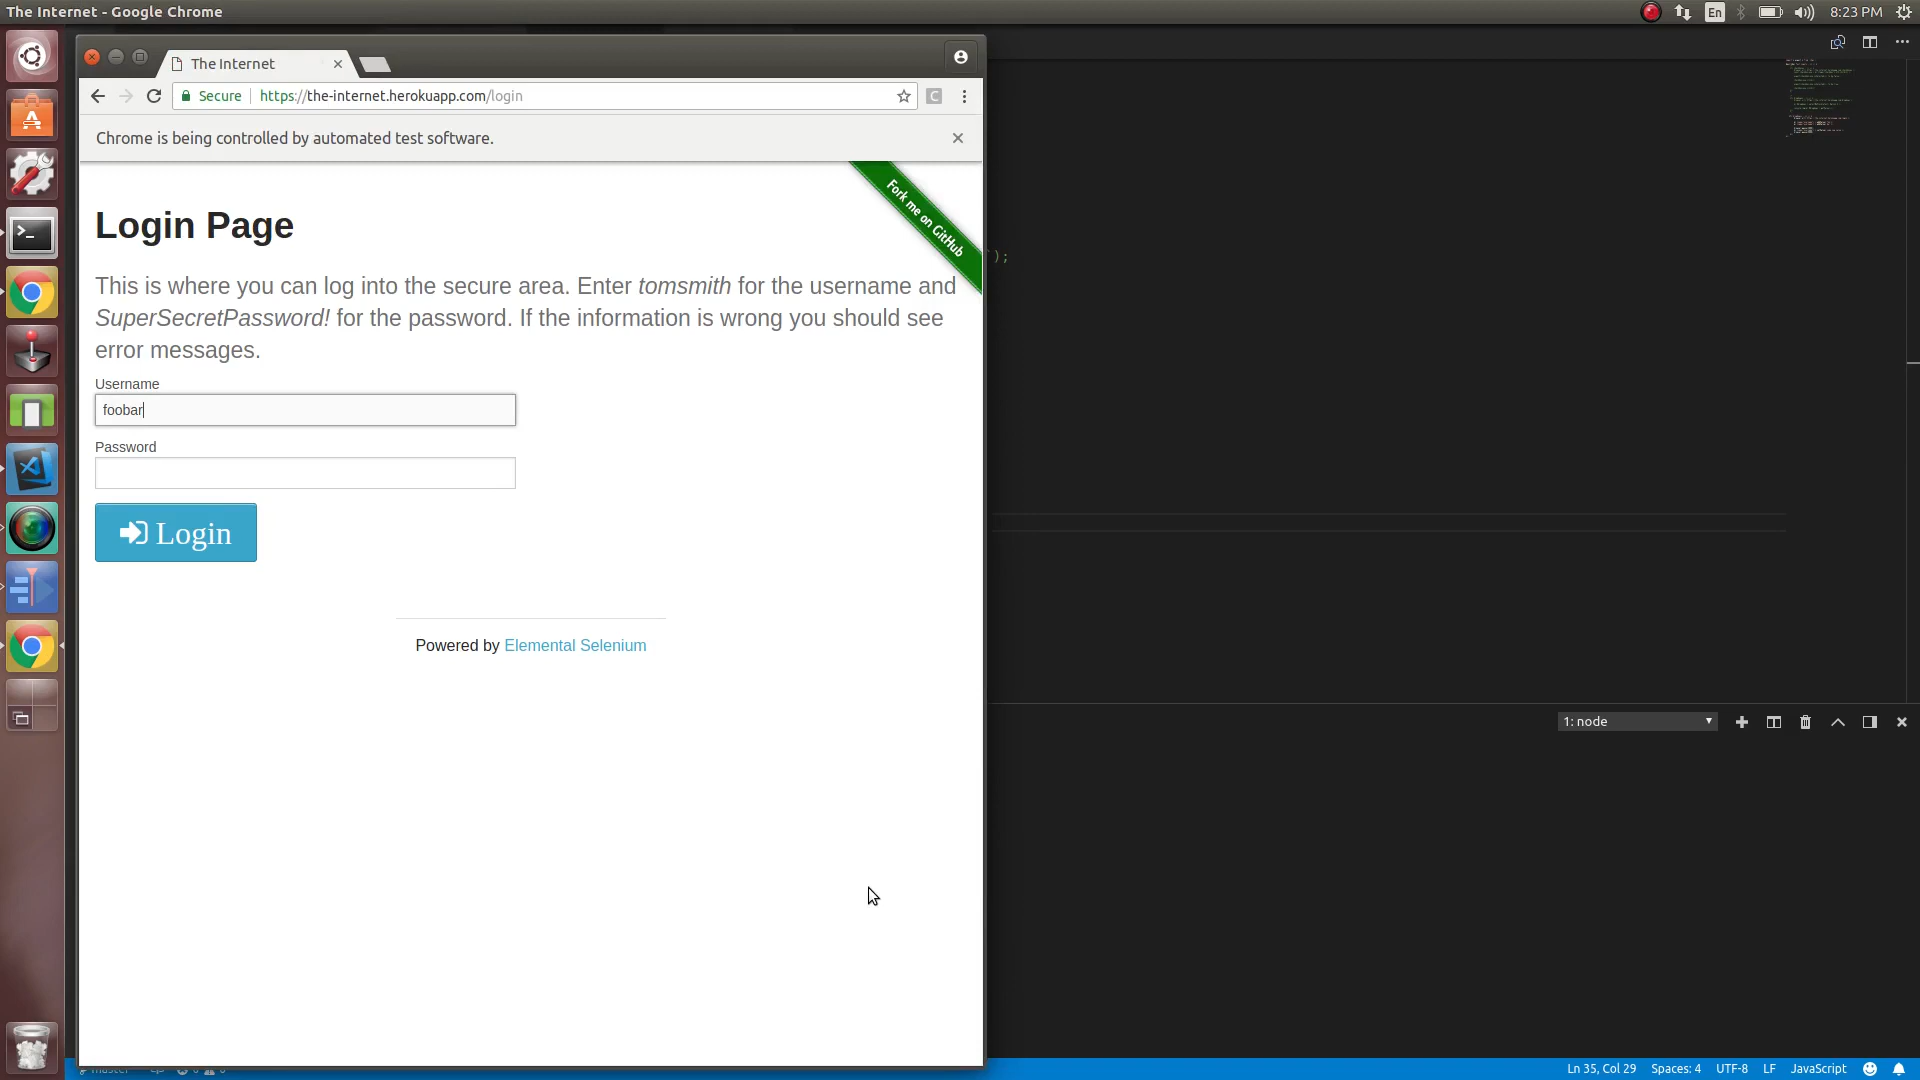 The Internet - Google Chrome
En
8:23 PM
The Internet
Secure
https://the-internet.herokuapp.com/login
Chrome is being controlled by automated test software.
Fork me on GitHub
Login Page
This is where you can log into the secure area. Enter tomsmith for the username and
SuperSecretPassword! for the password. If the information is wrong you should see
error messages.
Username
foobar
Password
Login
Powered by Elemental Selenium
);
1: node
Ln 35, Col 29
Spaces: 4
UTF-8
LF
JavaScript